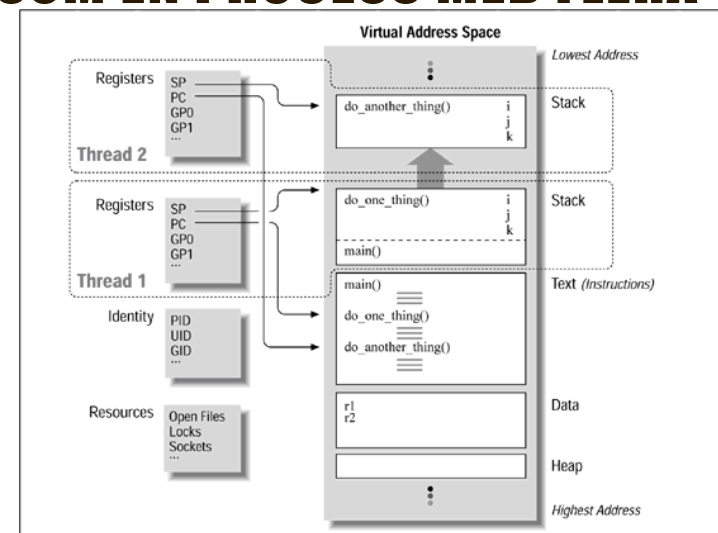 Virtual Address Space
Lowest Address
Registers
SP
PC
GP0
GP1
...
Thread 2
do_another_thing()
i
j
k
Stack
Registers
SP
PC
GP0
GP1
...
Thread 1
do_one_thing()
i
j
k
main()
Stack
Identity
PID
UID
GID
...
main()
do_one_thing()
do_another_thing()
Text (Instructions)
Resources
Open Files
Locks
Sockets
...
r1
r2
Data
Heap
Highest Address